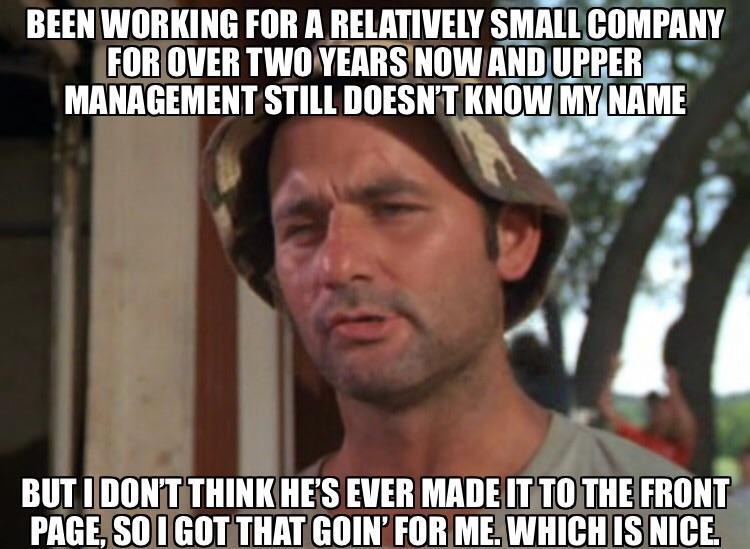 BEEN WORKING FOR A RELATIVELY SMALL COMPANY
FOR OVER TWO YEARS NOW AND UPPER
MANAGEMENT STILL DOESN'T KNOW MY NAME
BUT I DON'T THINK HE'S EVER MADE IT TO THE FRONT
PAGE, SO I GOT THAT GOIN' FOR ME. WHICH IS NICE.